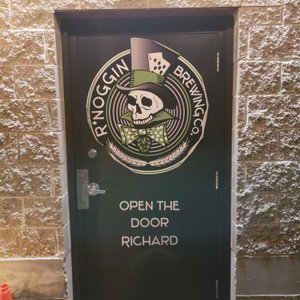 R'NOGGIN
BREWING CO.
OPEN THE
DOOR
RICHARD